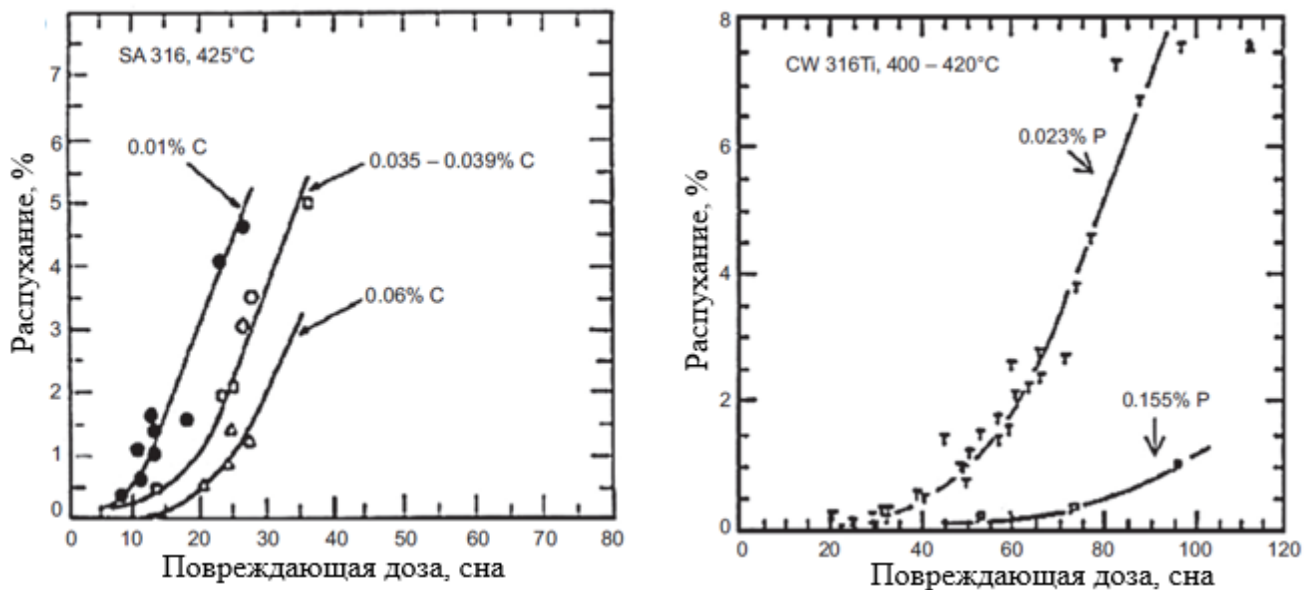 SA 316, 425°C
7
6
5
4
3
2
1
0
0.01% C
0.035 – 0.039% C
0.06% C
Распухание, %
0 10 20 30 40 50 60 70 80
Повреждающая доза, сна
CW 316Ti, 400 – 420°C
8
6
4
2
0
0.023% P
0.155% P
Распухание, %
0 20 40 60 80 100 120
Повреждающая доза, сна